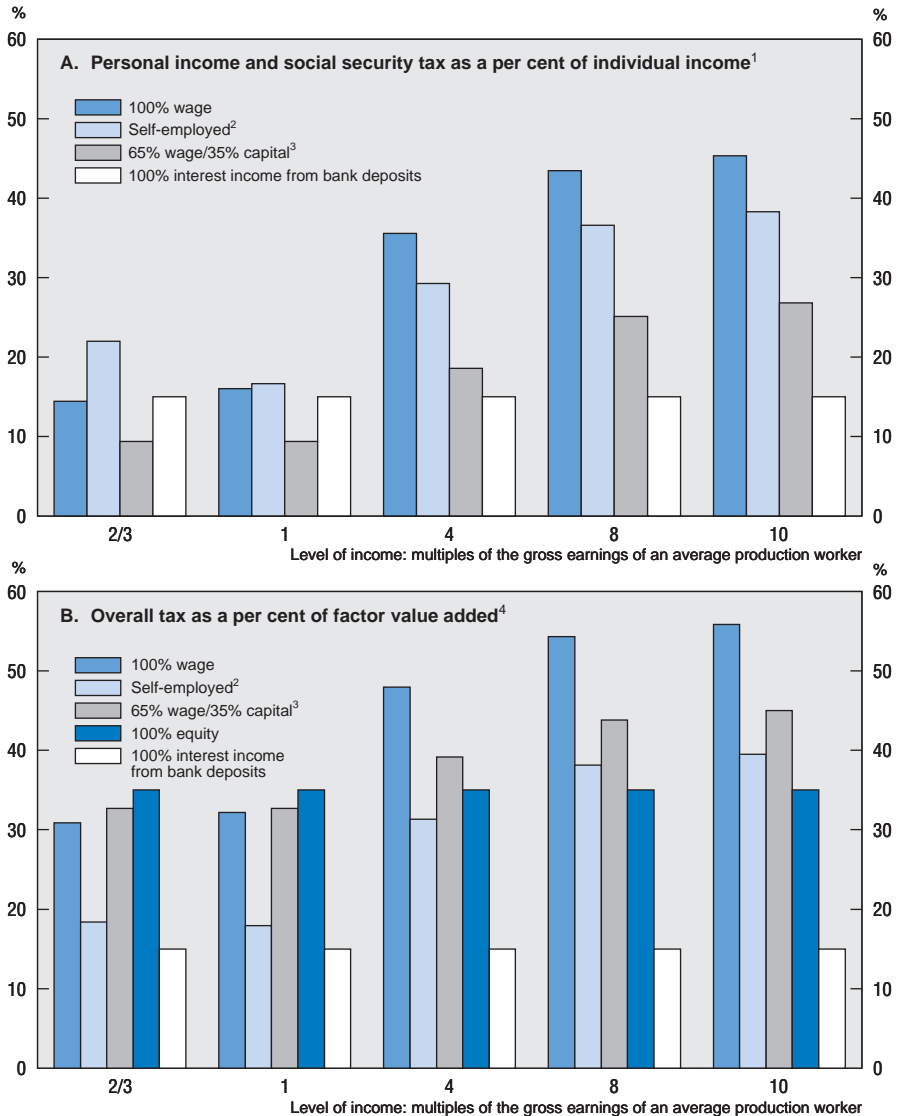 % %
60 60
A. Personal income and social security tax as a per cent of individual income1
100% wage
50 50
Self-employed2
65% wage/35% capital3
100% interest income from bank deposits
40 40
30 30
20 20
10 10
0 0
2/3 1 4 8 10
Level of income: multiples of the gross earnings of an average production worker
% %
60 60
B. Overall tax as a per cent of factor value added4
100% wage
50 50
Self-employed2
65% wage/35% capital3
100% equity
40 40
100% interest income
from bank deposits
30 30
20 20
10 10
0 0
2/3 1 4 8 10
Level of income: multiples of the gross earnings of an average production worker